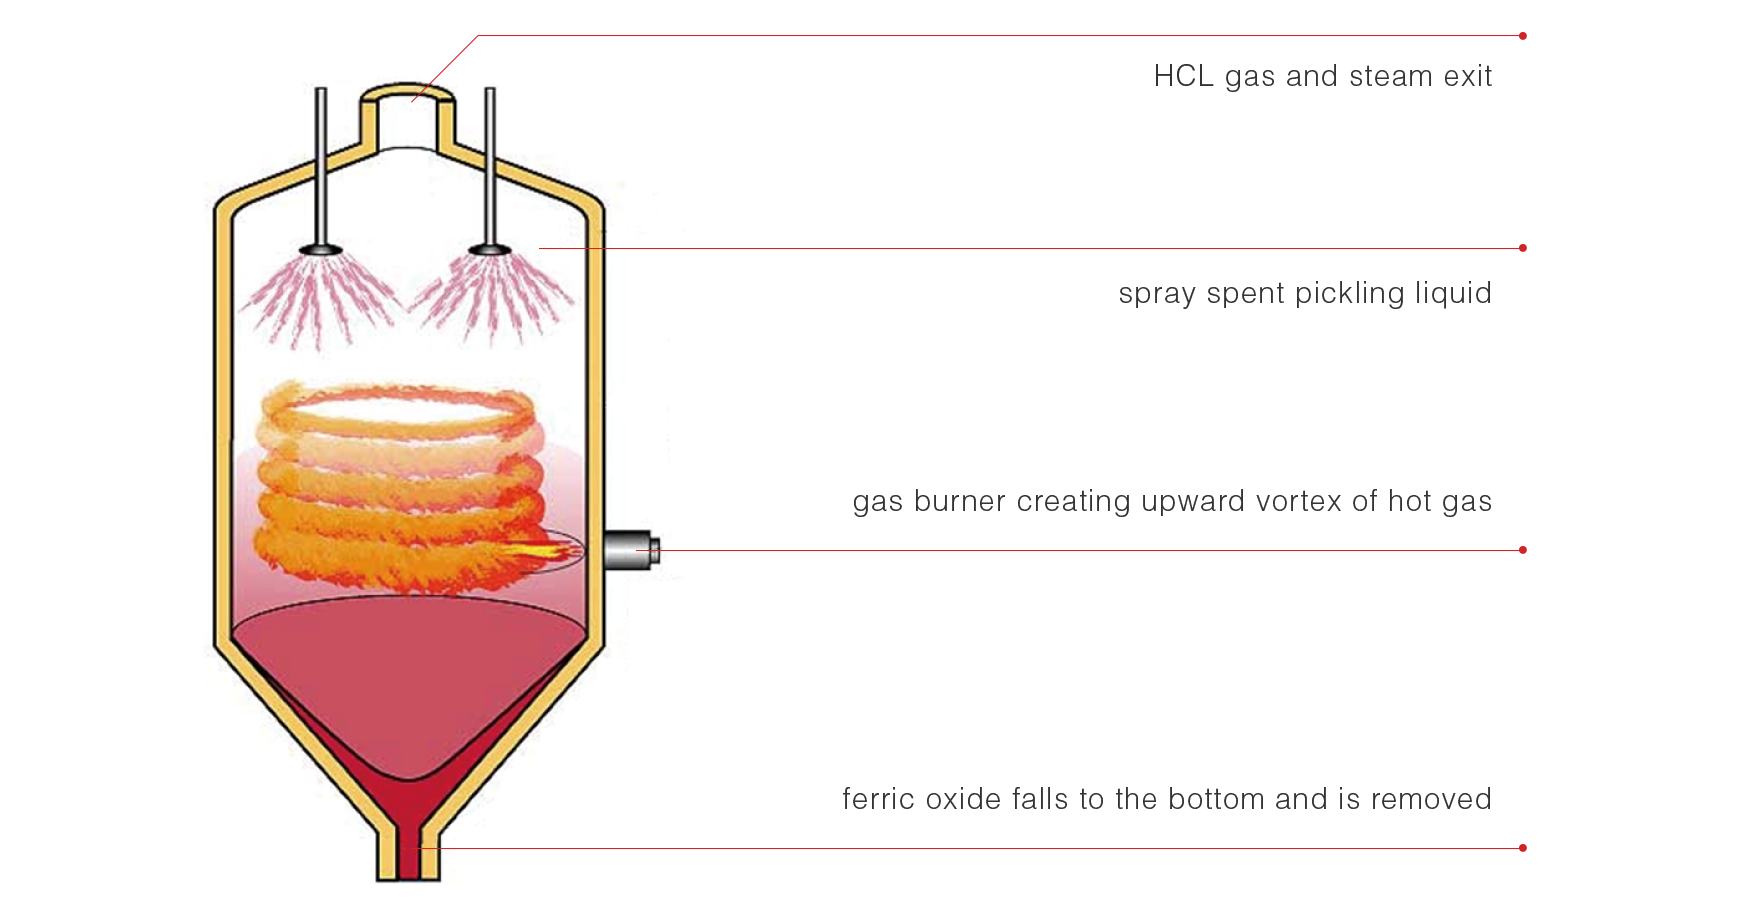 HCL gas and steam exit
spray spent pickling liquid
gas burner creating upward vortex of hot gas
ferric oxide falls to the bottom and is removed